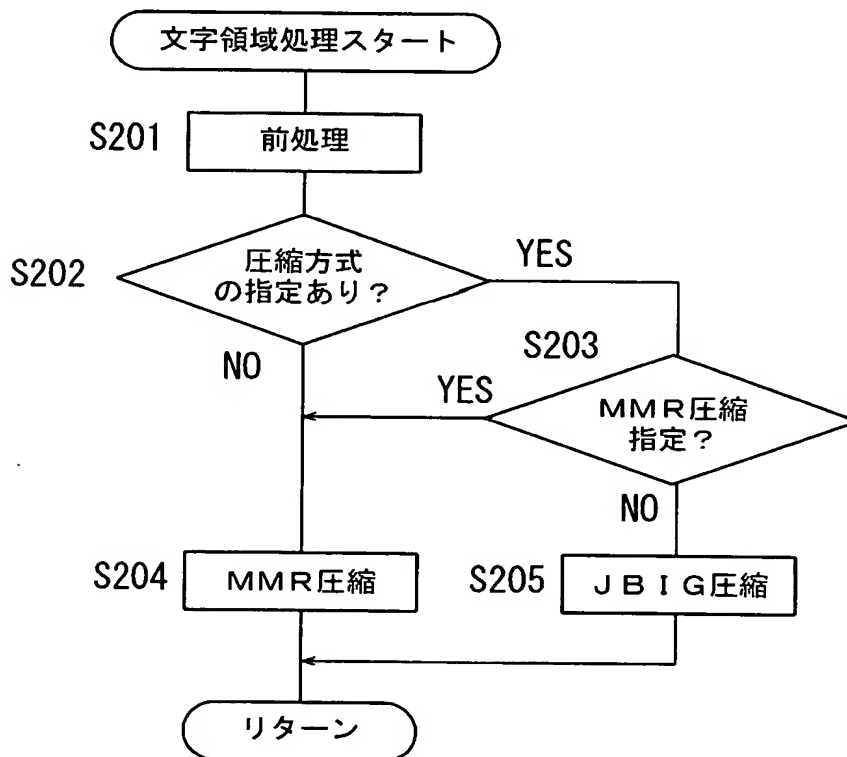 文字領域処理スタート
S201
前処理
S202
圧縮方式
の指定あり？
YES
NO
S203
YES
ＭＭＲ圧縮
指定？
NO
S204
ＭＭＲ圧縮
S205
ＪＢＩＧ圧縮
リターン